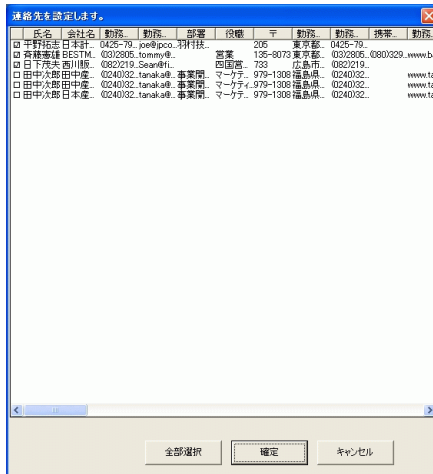 連絡先を設定します。
氏名 会社名 勤務... 勤務... 部署 役職 〒 勤務... 勤務... 携帯... 勤務
平野拓志 日本計... 0425-79... joe@jpco... 羽村技... 205 東京都... 0425-79...
斉藤憲雄 BESTM... (03)2805... tommy@... 営業 135-8073 東京都... (03)2805... (080)329... www.b
日下茂夫 西川販... (082)219... Sean@fi... 四国営... 733 広島市... (082)219...
田中次郎 田中産... (0240)32... tanaka@... 事業開... マーケテ... 979-1308 福島県... (0240)32... www.ta
田中次郎 田中産... (0240)32... tanaka@... 事業開... マーケティ... 979-1308 福島県... (0240)32... www.ta
田中次郎 日本産... (0240)32... tanaka@... 事業開... マーケテ... 979-1308 福島県... (0240)32... www.ta
全部選択 確定 キャンセル